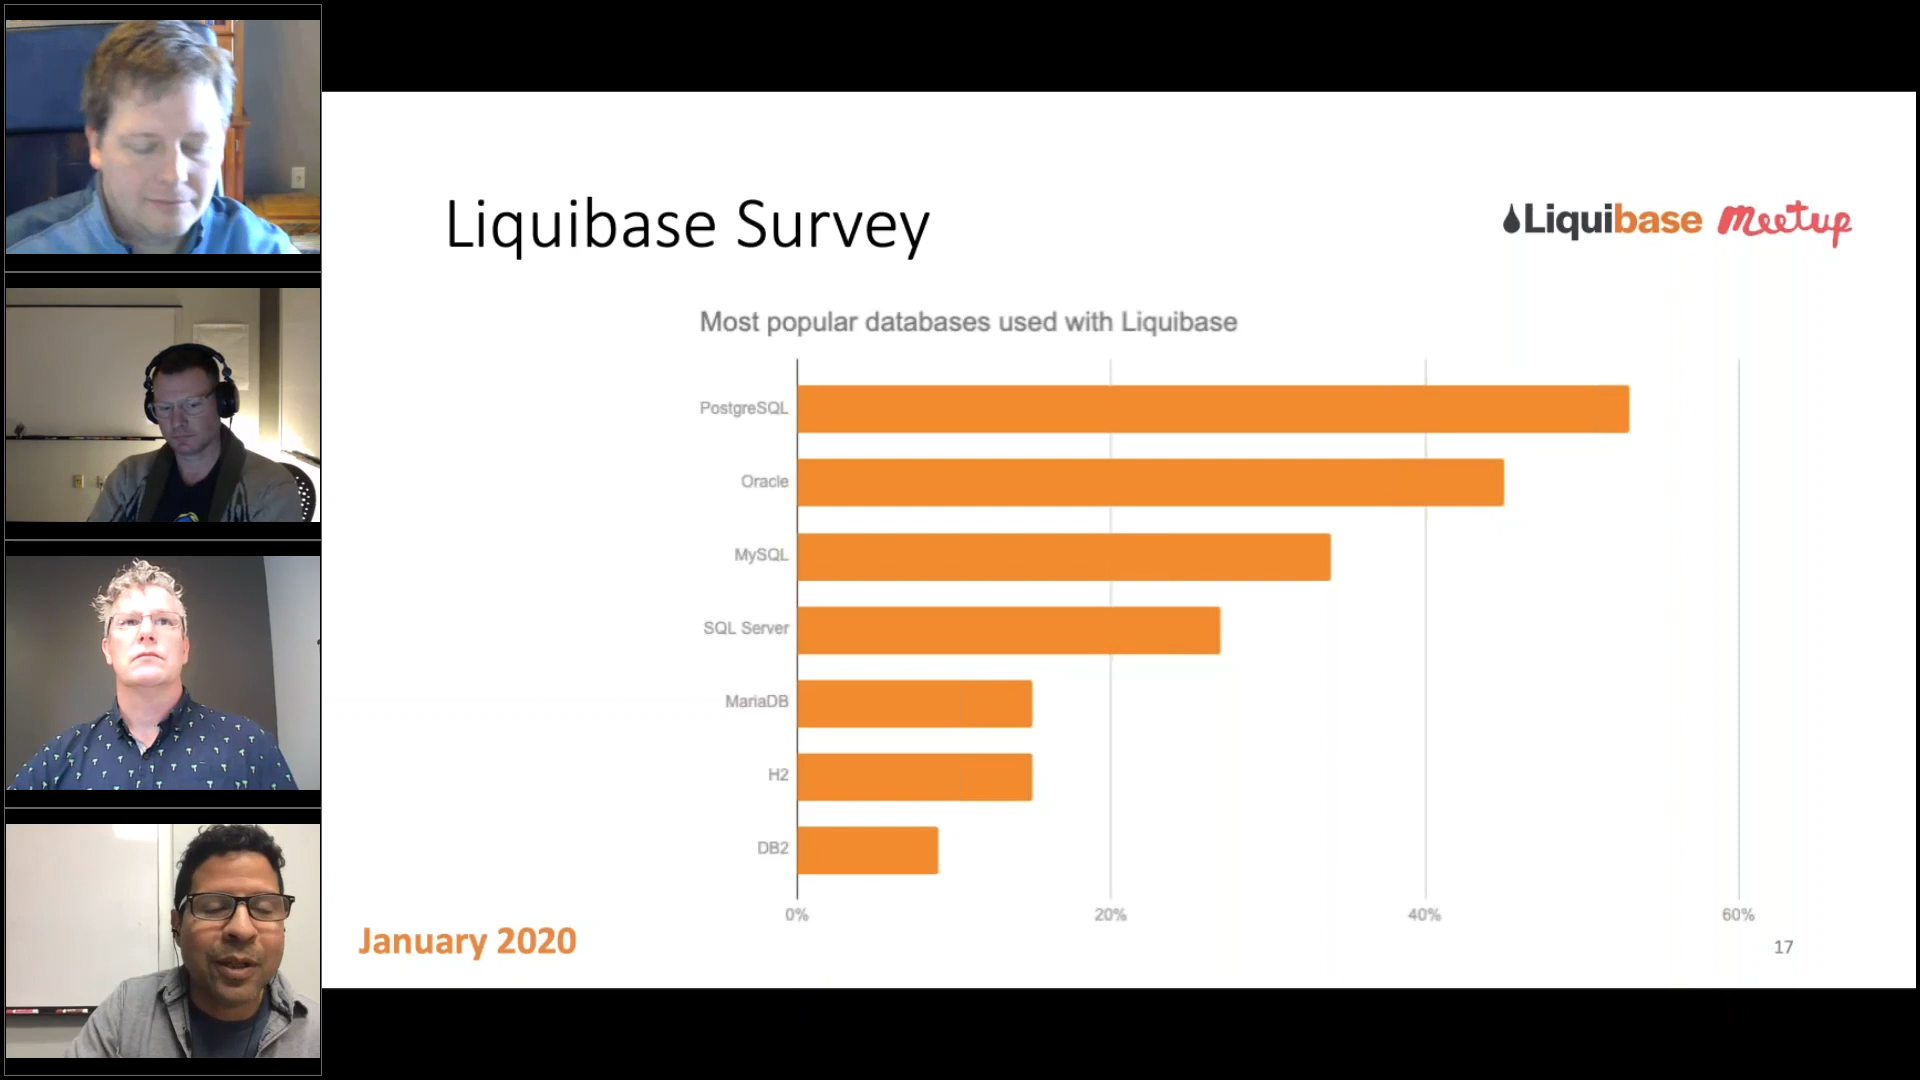 Liquibase Survey
Liquibase Meetup
Most popular databases used with Liquibase
PostgreSQL
Oracle
MySQL
SQL Server
MariaDB
H2
DB2
0% 20% 40% 60%
January 2020
17